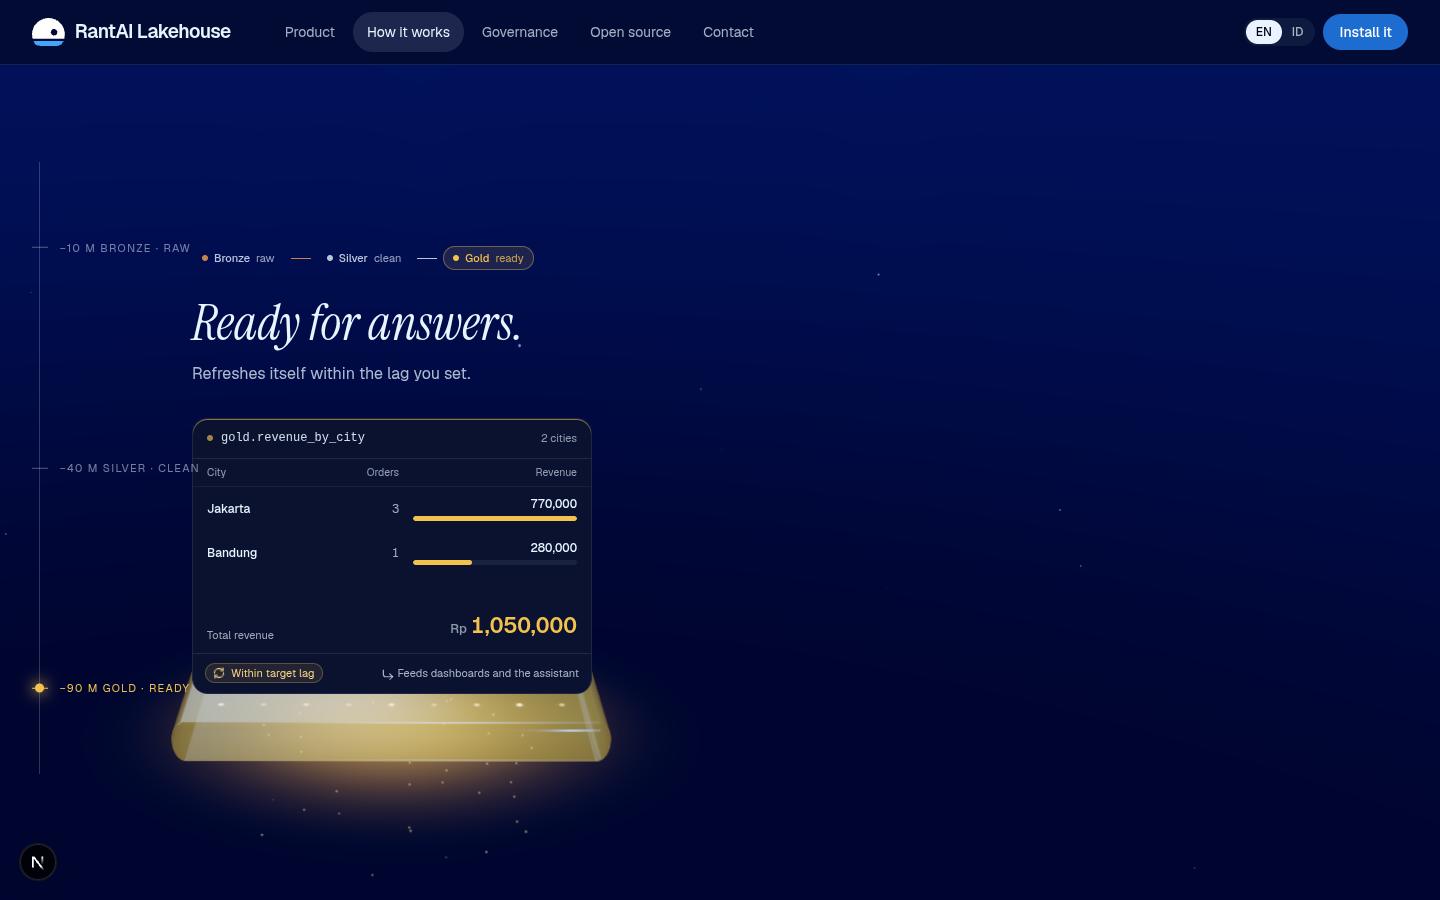 RantAI Lakehouse
Product
How it works
Governance
Open source
Contact
EN
ID
Install it
−10 M BRONZE · RAW
Bronze raw
Silver clean
Gold ready
Ready for answers.
Refreshes itself within the lag you set.
gold.revenue_by_city
2 cities
−40 M SILVER · CLEAN
City Orders Revenue
Jakarta 3 770,000
Bandung 1 280,000
Total revenue Rp 1,050,000
Within target lag
Feeds dashboards and the assistant
−90 M GOLD · READY
N